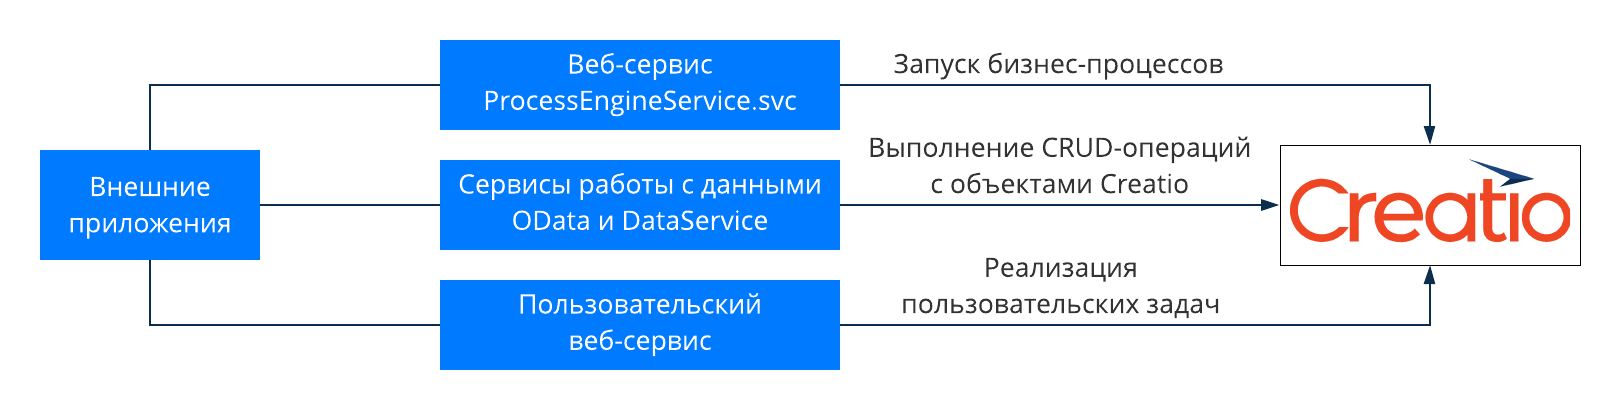 Внешние
приложения
Веб-сервис
ProcessEngineService.svc
Запуск бизнес-процессов
Сервисы работы с данными
OData и DataService
Выполнение CRUD-операций
с объектами Creatio
Пользовательский
веб-сервис
Реализация
пользовательских задач
Creatio